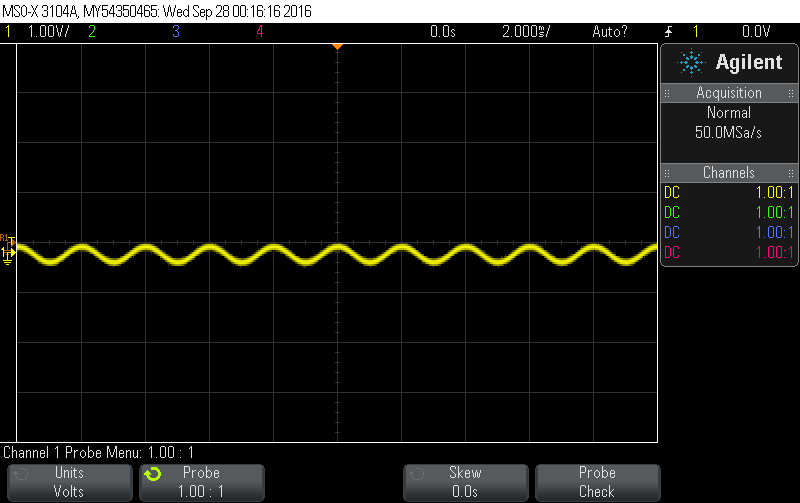 MSO-X 3104A, MY54350465: Wed Sep 28 00:16:16 2016
1 1.00V/ 2 3 4 0.0s 2.000ms/ Auto? 1 0.0V
Agilent
Acquisition
Normal
50.0MSa/s
Channels
DC 1.00:1
DC 1.00:1
DC 1.00:1
DC 1.00:1
1
Channel 1 Probe Menu: 1.00 : 1
Units
Volts
Probe
1.00 : 1
Skew
0.0s
Probe
Check